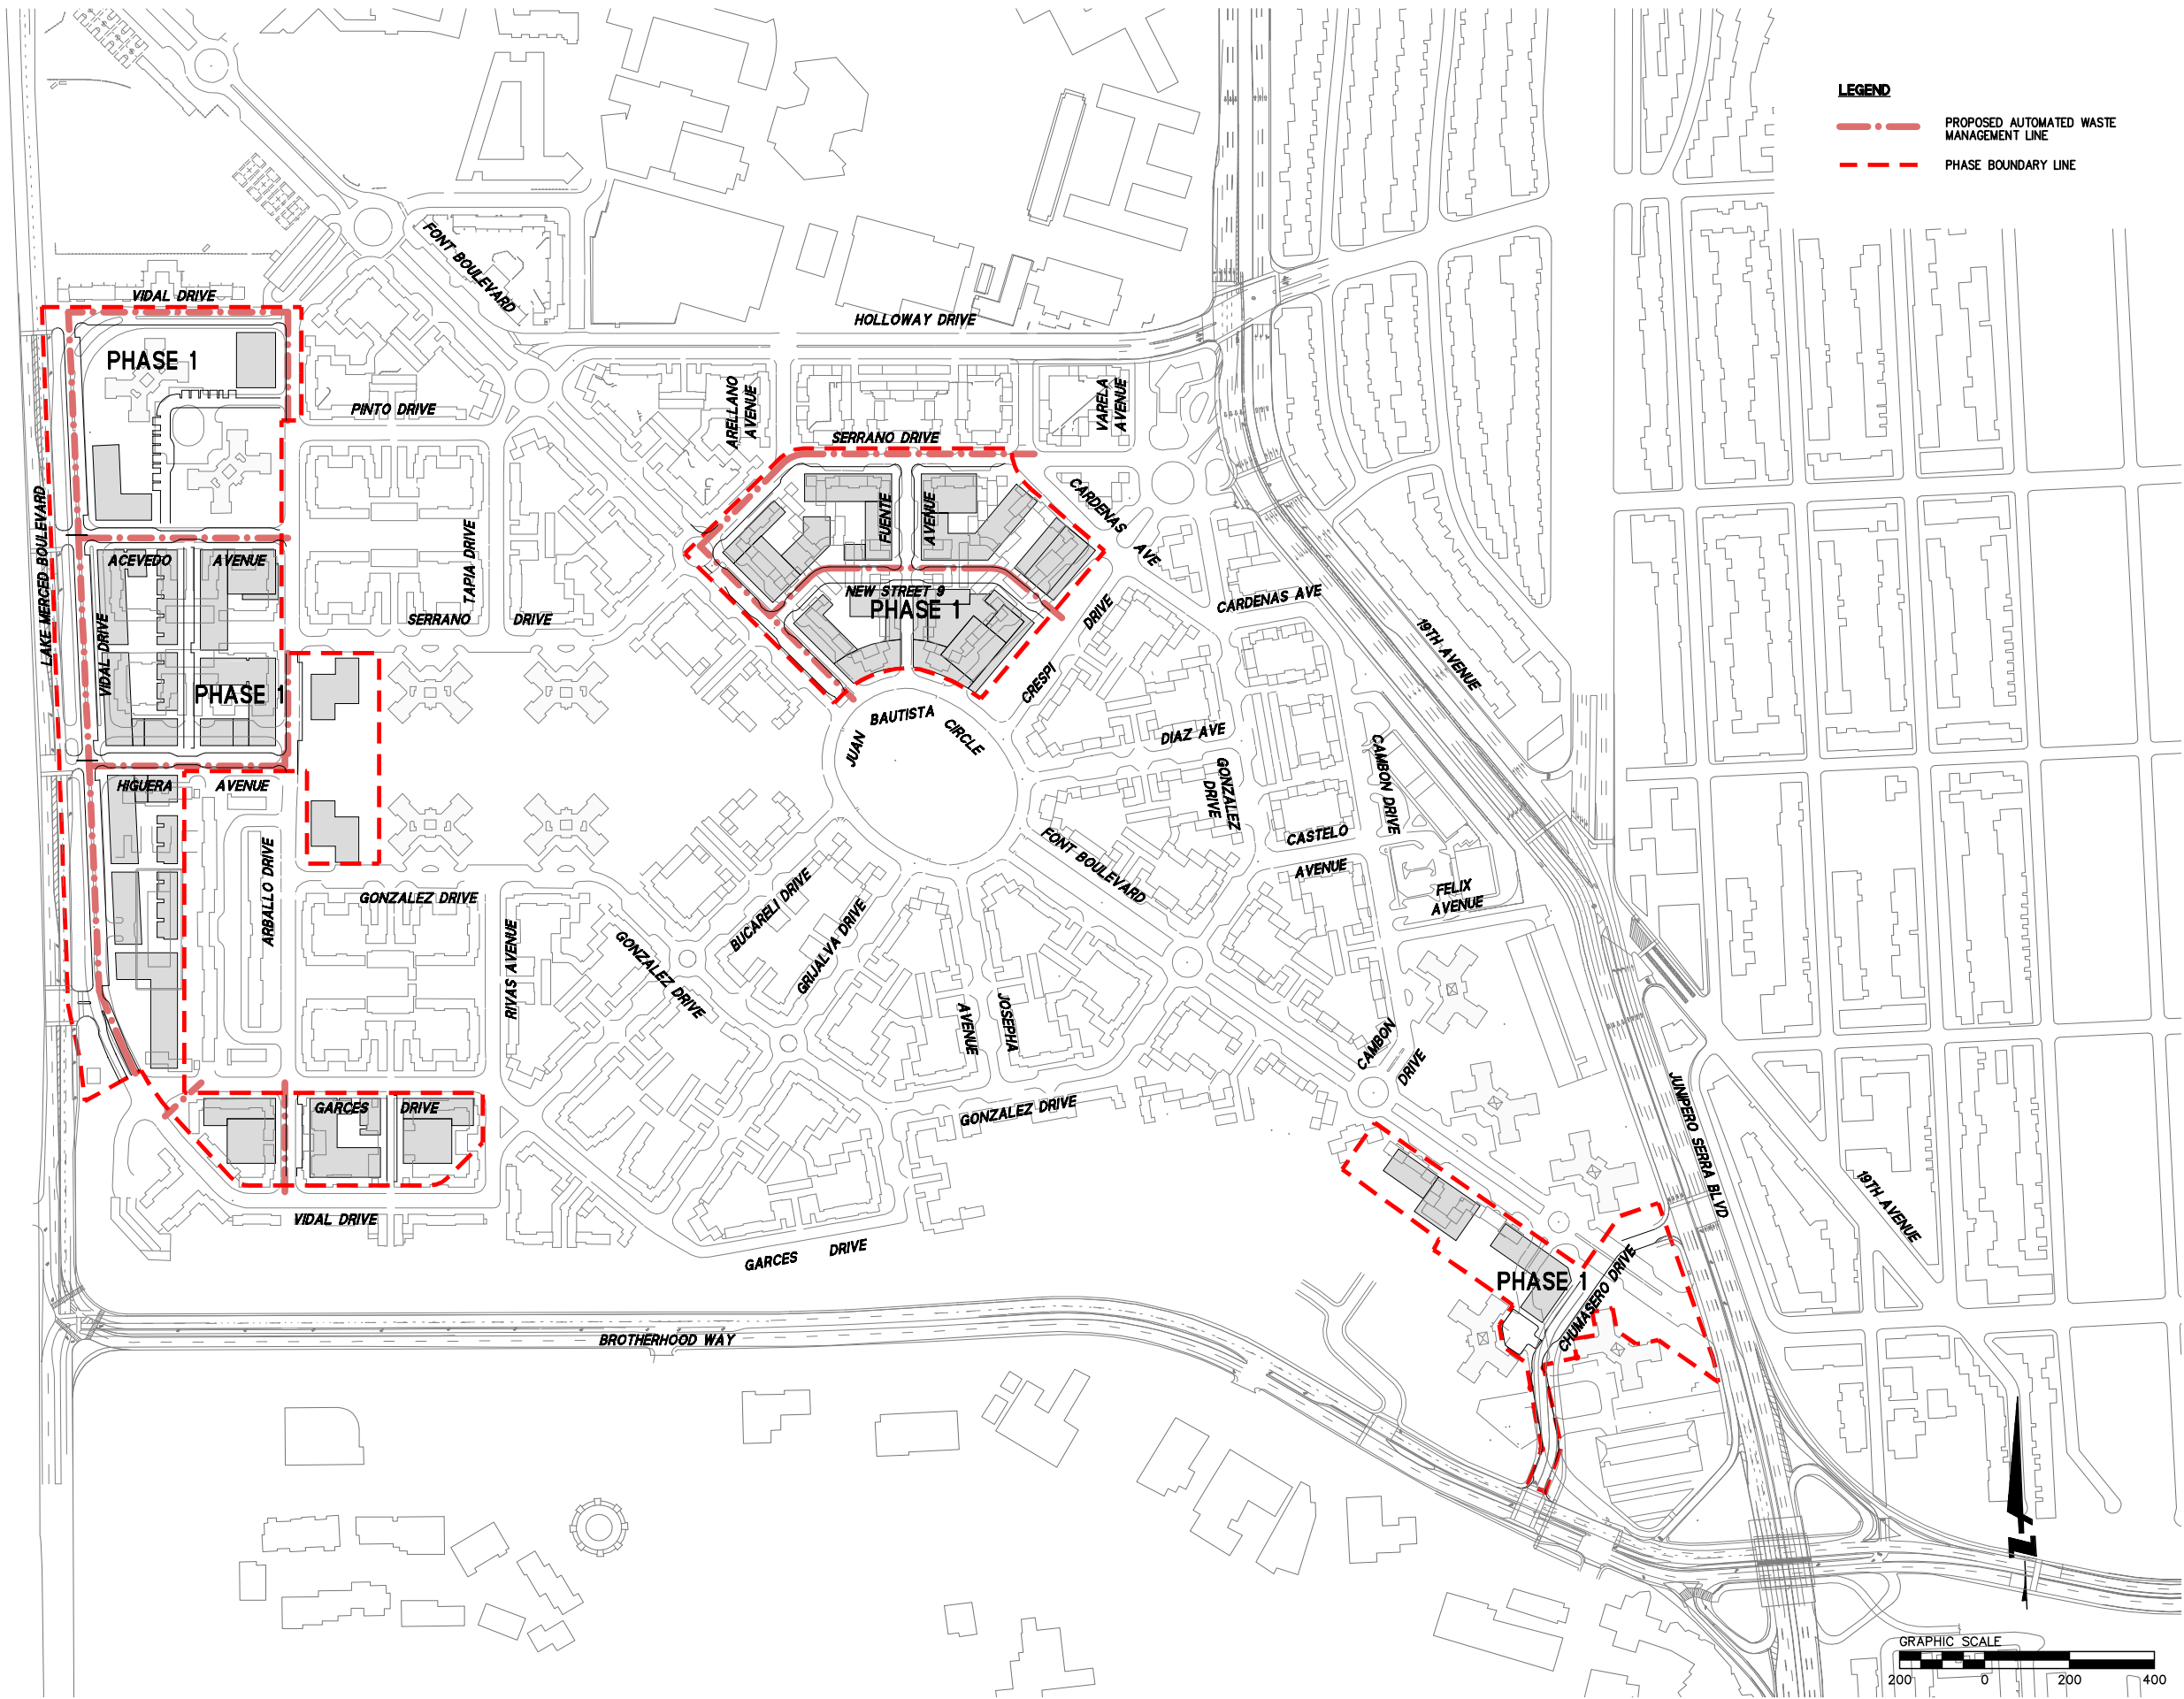 LEGEND
PROPOSED AUTOMATED WASTE
MANAGEMENT LINE
PHASE BOUNDARY LINE
FONT BOULEVARD
VIDAL DRIVE
HOLLOWAY DRIVE
PHASE 1
PINTO DRIVE
ARELLANO
AVENUE
VARELA
AVENUE
SERRANO DRIVE
CARDENAS AVE
FUENTE
AVENUE
LAKE MERCED BOULEVARD
TAPIA DRIVE
ACEVEDO AVENUE
NEW STREET 9
PHASE 1
CARDENAS AVE
SERRANO DRIVE
DRIVE
CRESPI
19TH AVENUE
VIDAL DRIVE
PHASE 1
JUAN BAUTISTA CIRCLE
DIAZ AVE
CAMBON DRIVE
GONZALEZ
DRIVE
HIGUERA AVENUE
CASTELO
AVENUE
FONT BOULEVARD
FELIX
AVENUE
ARBALLO DRIVE
GONZALEZ DRIVE
BUCARELI DRIVE
GRIJALVA DRIVE
RIVAS AVENUE
GONZALEZ DRIVE
AVENUE
JOSEPHA
CAMBON
DRIVE
GARCES DRIVE
GONZALEZ DRIVE
JUNIPERO SERRA BLVD
19TH AVENUE
VIDAL DRIVE
GARCES DRIVE
PHASE 1
CHUMASERO DRIVE
BROTHERHOOD WAY
Z
GRAPHIC SCALE
200 0 200 400